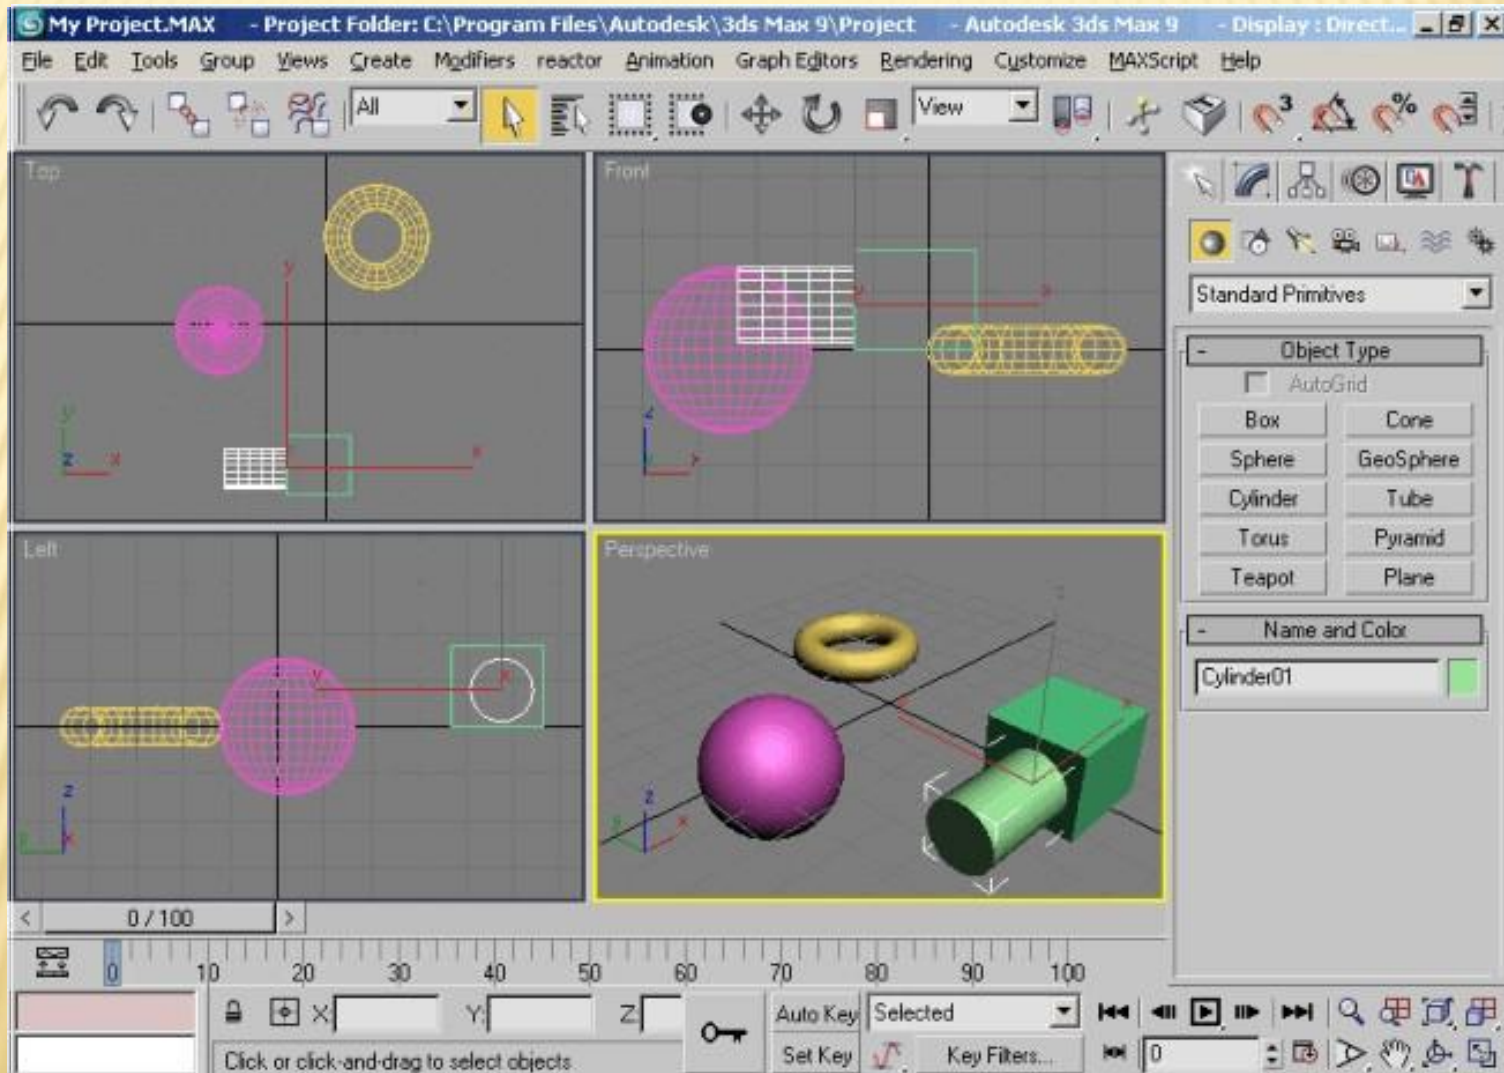 My Project.MAX - Project Folder: C:\Program Files\Autodesk\3ds Max 9\Project - Autodesk 3ds Max 9 - Display : Direct...
File Edit Tools Group Views Create Modifiers reactor Animation Graph Editors Rendering Customize MAXScript Help
All View 3 %
Top
y
x
y
z x
Front
x
z
Left
y x
z
x
Perspective
z
x
Standard Primitives
- Object Type
AutoGrid
Box Cone
Sphere GeoSphere
Cylinder Tube
Torus Pyramid
Teapot Plane
- Name and Color
Cylinder01
< 0 / 100 >
0 10 20 30 40 50 60 70 80 90 100
X: Y: Z: Auto Key Selected
Click or click-and-drag to select objects Set Key Key Filters... 0